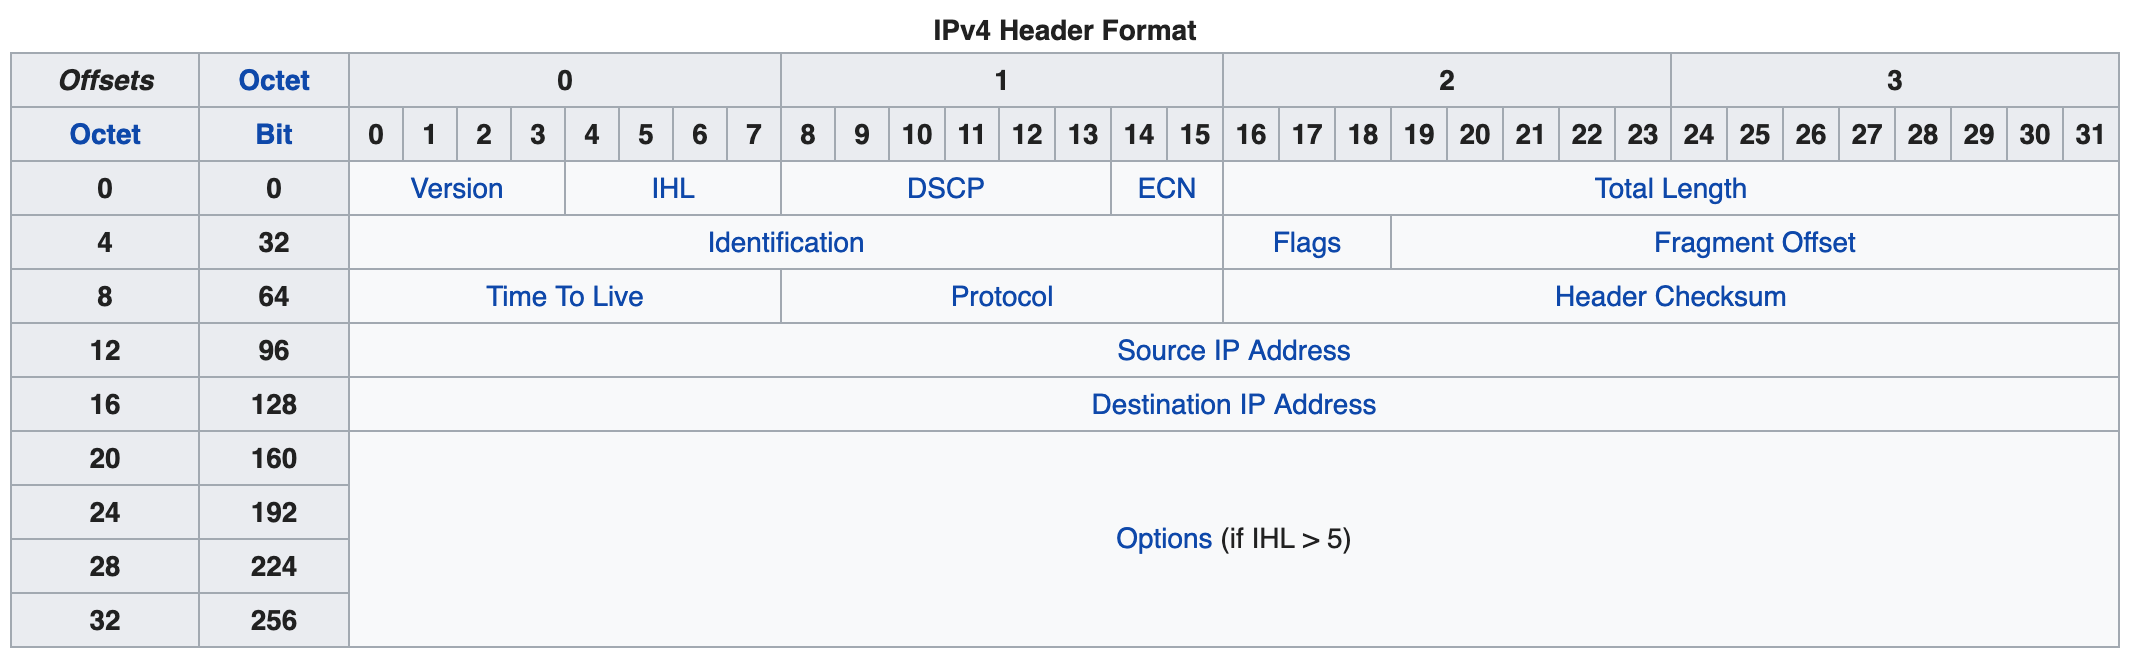 IPv4 Header Format
Offsets Octet 0 1 2 3
Octet Bit 0 1 2 3 4 5 6 7 8 9 10 11 12 13 14 15 16 17 18 19 20 21 22 23 24 25 26 27 28 29 30 31
0 0 Version IHL DSCP ECN Total Length
4 32 Identification Flags Fragment Offset
8 64 Time To Live Protocol Header Checksum
12 96 Source IP Address
16 128 Destination IP Address
20 160
24 192
Options (if IHL > 5)
28 224
32 256